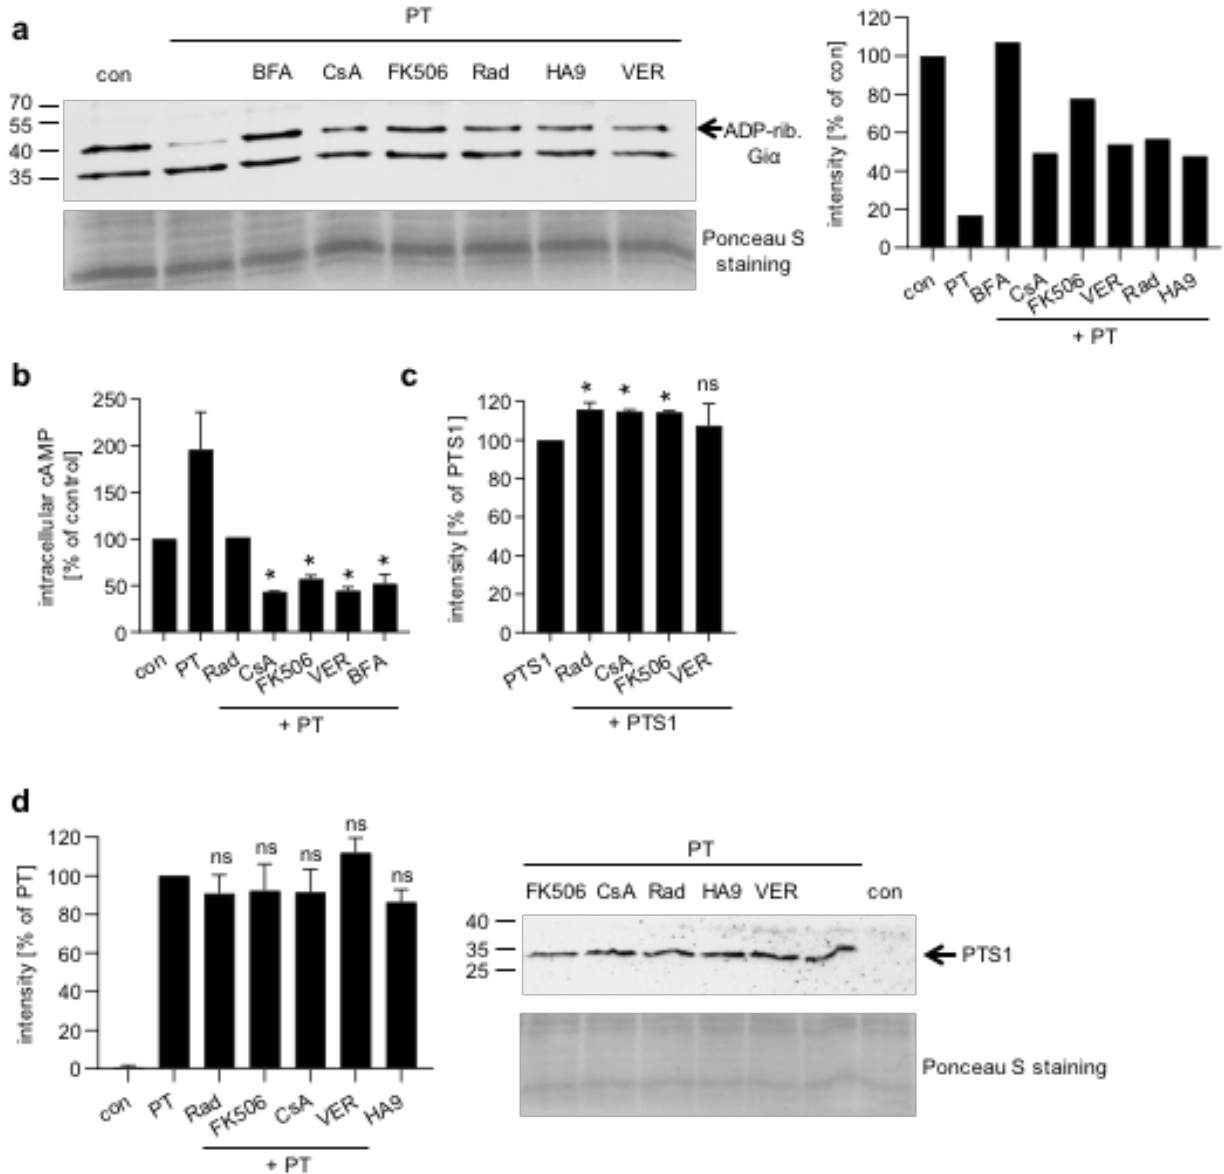 a
PT
con BFA CsA FK506 Rad HA9 VER
70
55
40
35
ADP-rib.
Giα
Ponceau S
staining
intensity [% of con]
120
100
80
60
40
20
0
con PT BFA CsA FK506 VER Rad HA9
+ PT
b
intracellular cAMP
[% of control]
250
200
150
100
50
0
* * * *
con PT Rad CsA FK506 VER BFA
+ PT
c
intensity [% of PTS1]
120
100
80
60
40
20
0
* * * ns
PTS1 Rad CsA FK506 VER
+ PTS1
d
intensity [% of PT]
120
100
80
60
40
20
0
ns ns ns ns ns
con PT Rad FK506 CsA VER HA9
+ PT
PT
FK506 CsA Rad HA9 VER con
40
35
25
PTS1
Ponceau S staining